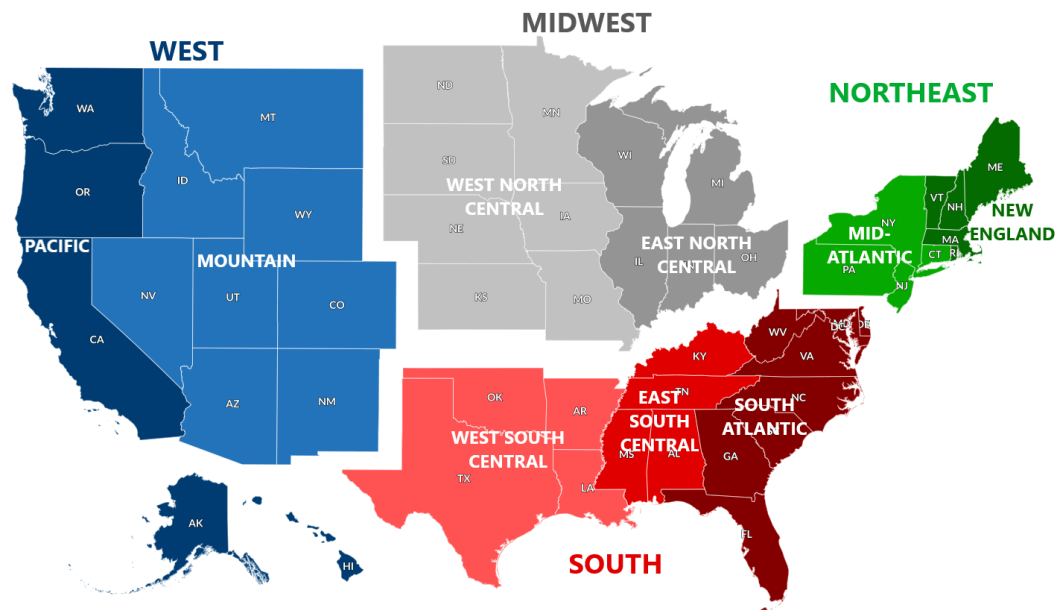 MIDWEST
WEST
NORTHEAST
WA
MT
ND
MN
OR
ID
WY
SD
WI
MI
ME
VT
NH
NY
WEST NORTH
CENTRAL
NE
IA
NEW
ENGLAND
MID-
ATLANTIC
MA
CT
PA
NJ
PACIFIC
MOUNTAIN
EAST NORTH
CENTRAL
IL
OH
NV
UT
CO
KS
MO
CA
AZ
NM
OK
AR
KY
WV
DC
DE
VA
TN
NC
EAST
SOUTH
CENTRAL
SOUTH
ATLANTIC
WEST SOUTH
CENTRAL
MS
AL
GA
TX
LA
FL
AK
HI
SOUTH